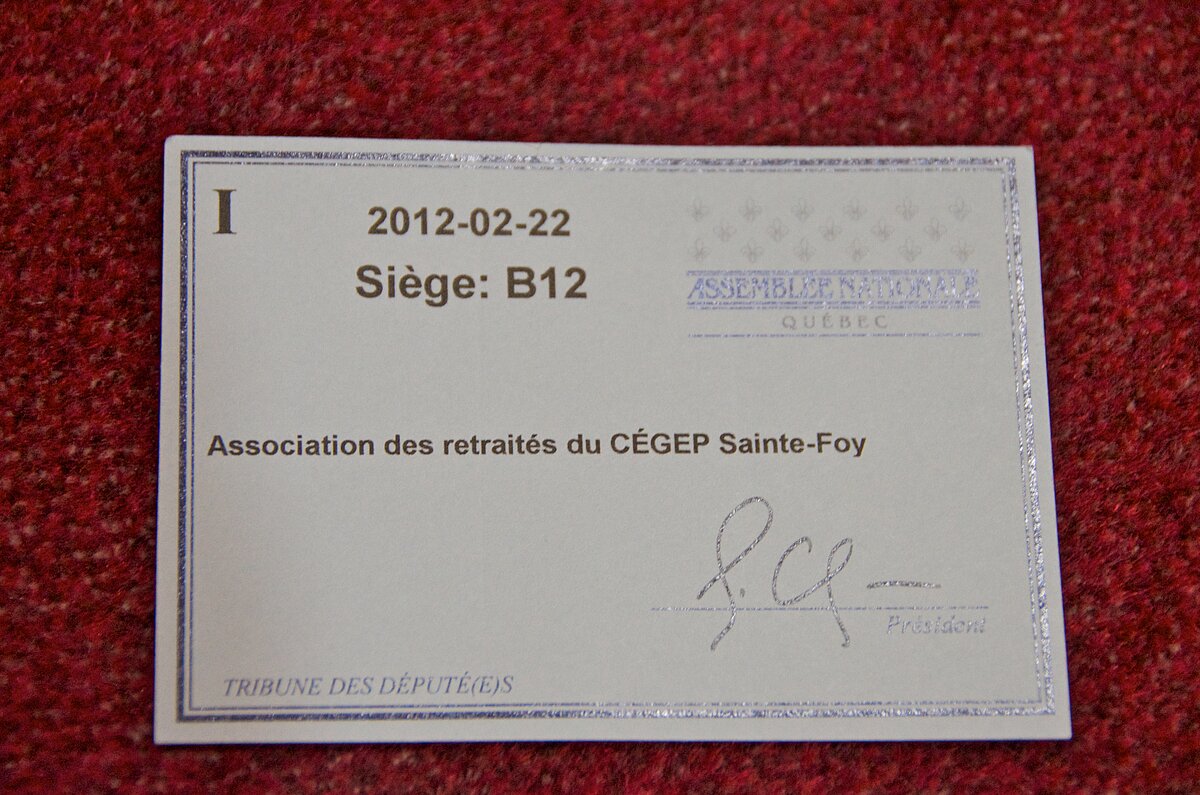 I
2012-02-22
Siège: B12
ASSEMBLÉE NATIONALE
QUÉBEC
Association des retraités du CÉGEP Sainte-Foy
Président
TRIBUNE DES DÉPUTÉ(E)S